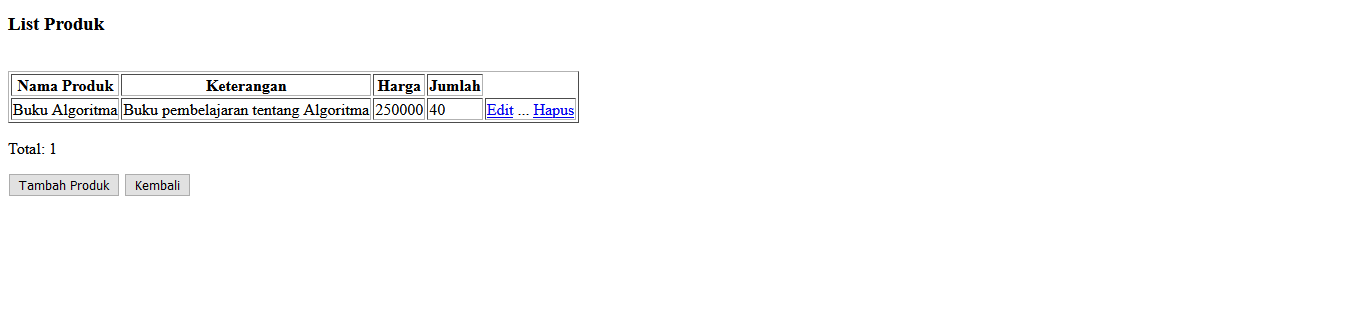 List Produk
Nama Produk Keterangan Harga Jumlah
Buku Algoritma Buku pembelajaran tentang Algoritma 250000 40 Edit ... Hapus
Total: 1
Tambah Produk Kembali